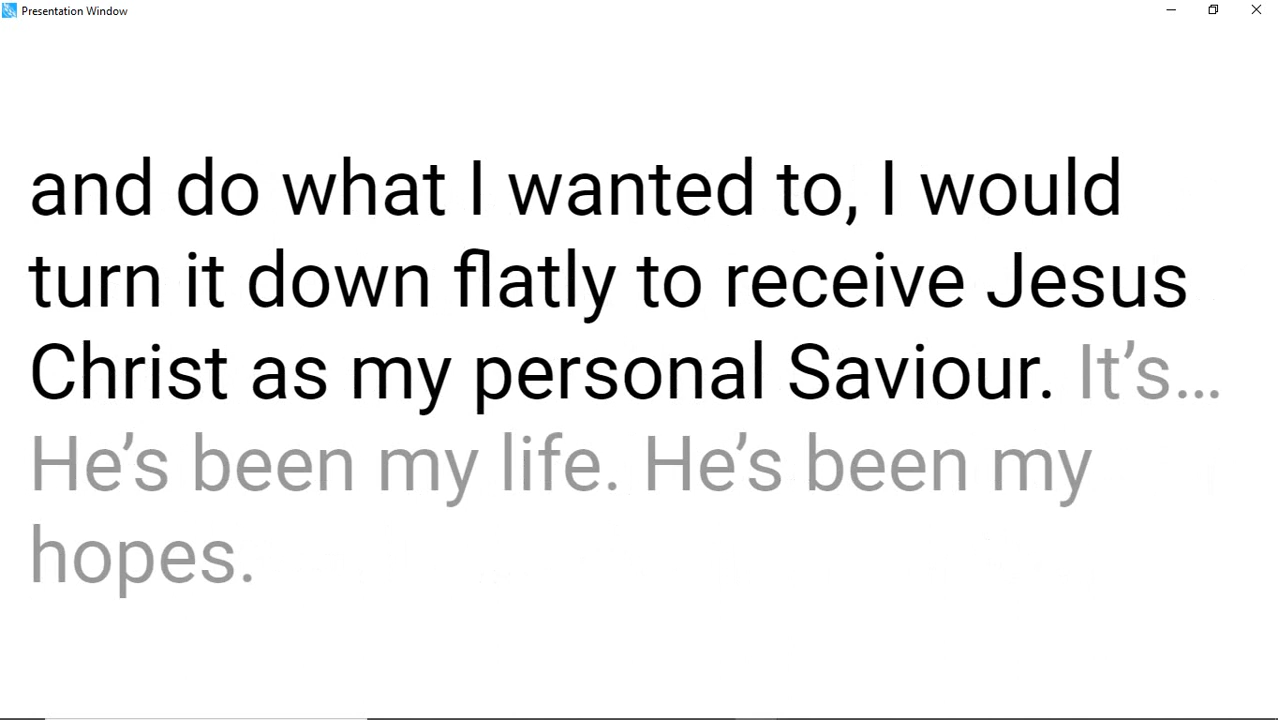 Presentation Window
and do what I wanted to, I would
turn it down flatly to receive Jesus
Christ as my personal Saviour. It’s…
He’s been my life. He’s been my
hopes.